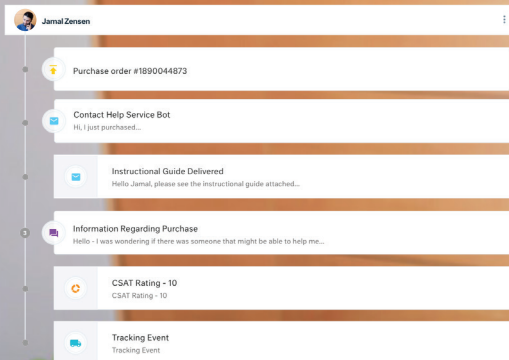 Jamal Zensen
Purchase order #1890044873
Contact Help Service Bot
Hi, I just purchased...
Instructional Guide Delivered
Hello Jamal, please see the instructional guide attached...
Information Regarding Purchase
Hello - I was wondering if there was someone that might be able to help me...
CSAT Rating - 10
CSAT Rating - 10
Tracking Event
Tracking Event